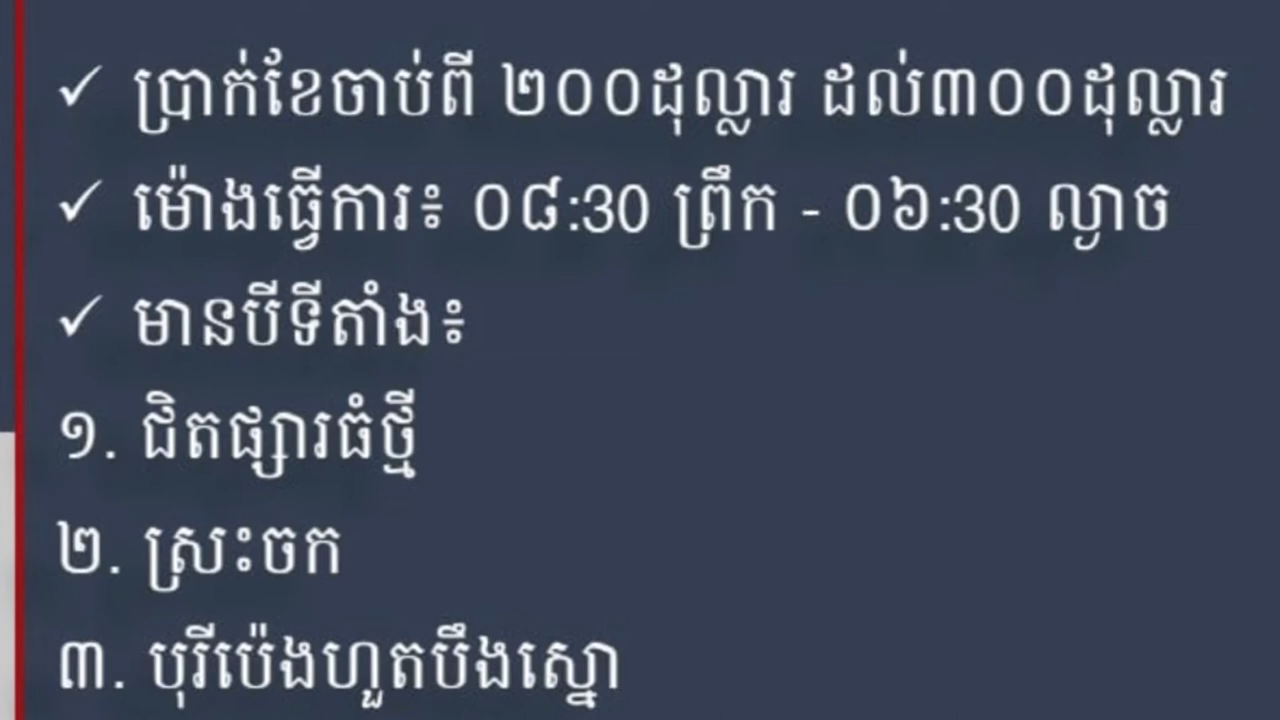 ✓ ប្រាក់ខែចាប់ពី ២០០ដុល្លារ ដល់៣០០ដុល្លារ
✓ ម៉ោងធ្វើការ៖ ០៨:30 ព្រឹក - ០៦:30 ល្ងាច
✓ មានបីទីតាំង៖
១. ជិតផ្សារធំថ្មី
២. ស្រះចក
៣. បុរីប៉េងហួតបឹងស្នោ